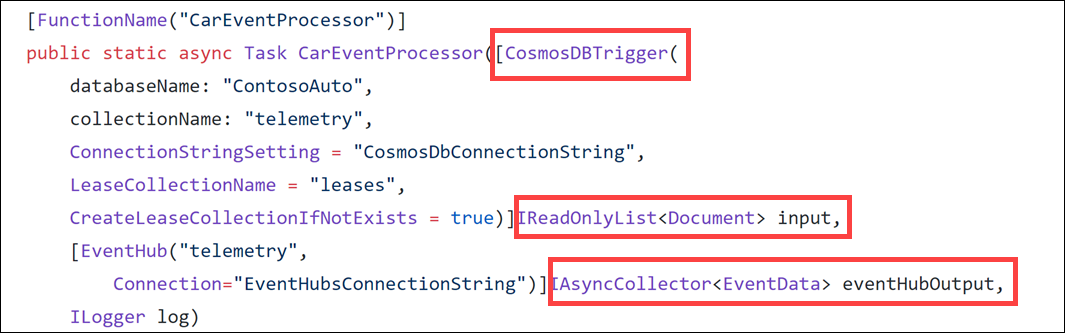 [FunctionName("CarEventProcessor")]
public static async Task CarEventProcessor([CosmosDBTrigger(
databaseName: "ContosoAuto",
collectionName: "telemetry",
ConnectionStringSetting = "CosmosDbConnectionString",
LeaseCollectionName = "leases",
CreateLeaseCollectionIfNotExists = true)]IReadOnlyList<Document> input,
[EventHub("telemetry",
Connection="EventHubsConnectionString")]IAsyncCollector<EventData> eventHubOutput,
ILogger log)